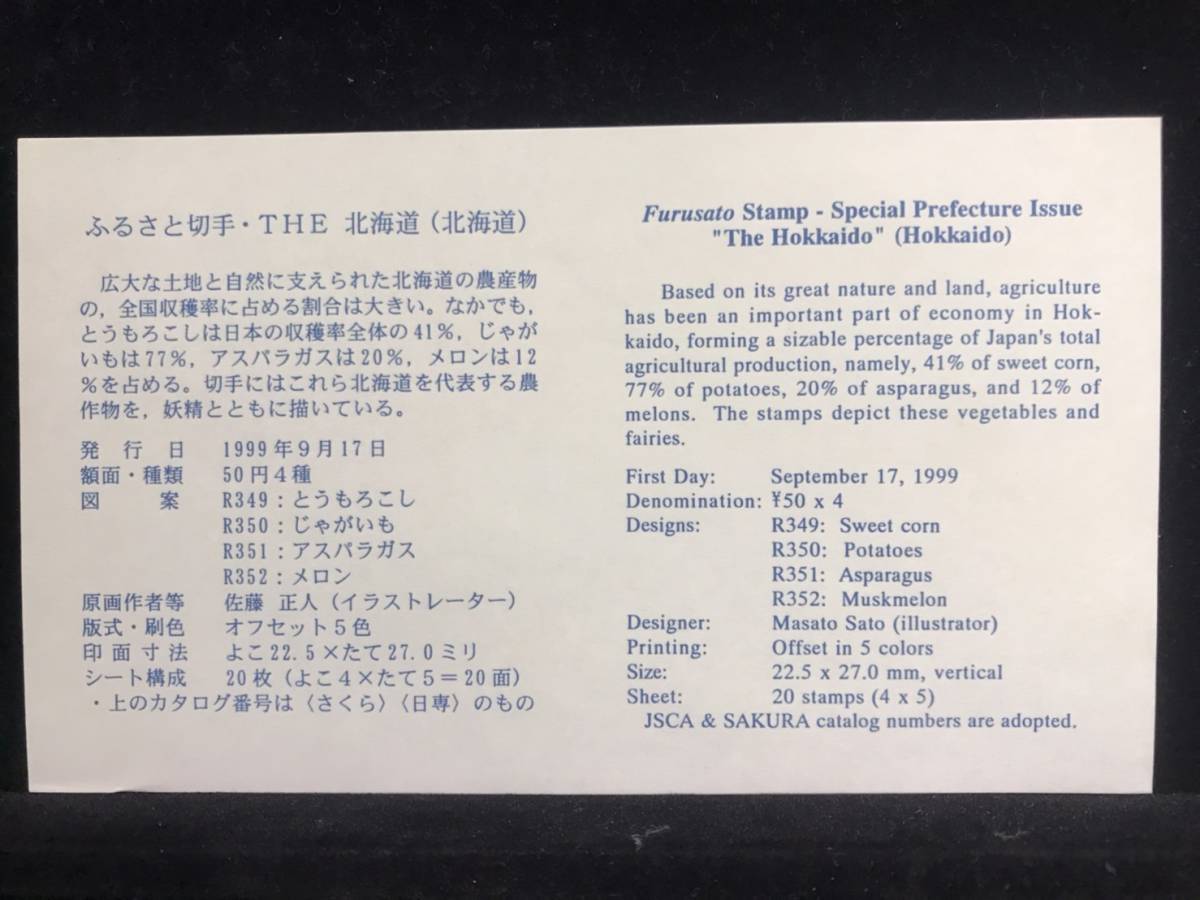 ふるさと切手・THE 北海道(北海道)
広大な土地と自然に支えられた北海道の農産物
の,全国収穫率に占める割合は大きい。なかでも,
とうもろこしは日本の収穫率全体の41%,じゃが
いもは77%,アスパラガスは20%,メロンは12
%を占める。切手にはこれら北海道を代表する農
作物を,妖精とともに描いている。
発行日 1999年9月17日
額面・種類 50円4種
図案 R349:とうもろこし
R350:じゃがいも
R351:アスパラガス
R352:メロン
原画作者等 佐藤 正人(イラストレーター)
版式・刷色 オフセット5色
印面寸法 よこ22.5×たて27.0ミリ
シート構成 20枚(よこ4×たて5=20面)
・上のカタログ番号は〈さくら〉〈日専〉のもの
Furusato Stamp - Special Prefecture Issue
"The Hokkaido" (Hokkaido)
Based on its great nature and land, agriculture
has been an important part of economy in Hok-
kaido, forming a sizable percentage of Japan's total
agricultural production, namely, 41% of sweet corn,
77% of potatoes, 20% of asparagus, and 12% of
melons. The stamps depict these vegetables and
fairies.
First Day: September 17, 1999
Denomination: ¥50 x 4
Designs: R349: Sweet corn
R350: Potatoes
R351: Asparagus
R352: Muskmelon
Designer: Masato Sato (illustrator)
Printing: Offset in 5 colors
Size: 22.5 x 27.0 mm, vertical
Sheet: 20 stamps (4 x 5)
JSCA & SAKURA catalog numbers are adopted.